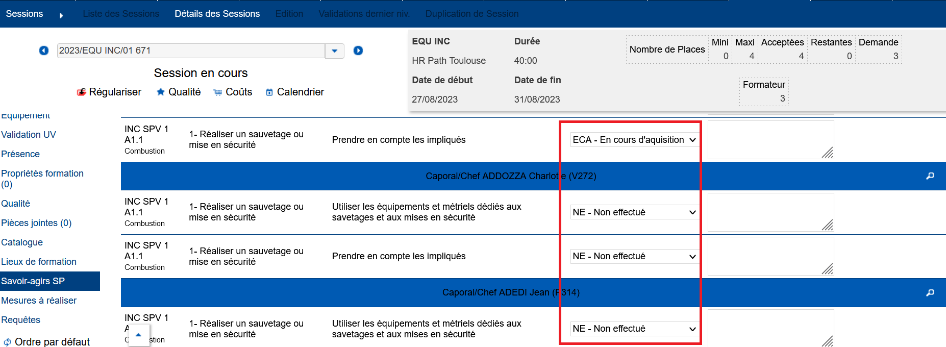 Sessions
Liste des Sessions
Détails des Sessions
Edition
Validations dernier niv.
Duplication de Session
2023/EQU INC/01 671
Session en cours
Régulariser
Qualité
Coûts
Calendrier
EQU INC
Durée
HR Path Toulouse
40:00
Date de début
Date de fin
27/08/2023
31/08/2023
Nombre de Places
Mini Maxi Acceptées Restantes Demande
0 4 4 0 3
Formateur
3
Equipement
Validation UV
Présence
Propriétés formation
(0)
Qualité
Pièces jointes (0)
Catalogue
Lieux de formation
Savoir-agirs SP
Mesures à réaliser
Requêtes
Ordre par défaut
INC SPV 1
A1.1
Combustion
1- Réaliser un sauvetage ou
mise en sécurité
Prendre en compte les impliqués
ECA - En cours d'aquisition
Caporal/Chef ADDOZZA Charlotte (V272)
INC SPV 1
A1.1
Combustion
1- Réaliser un sauvetage ou
mise en sécurité
Utiliser les équipements et métriels dédiés aux
savetages et aux mises en sécurité
NE - Non effectué
INC SPV 1
A1.1
Combustion
1- Réaliser un sauvetage ou
mise en sécurité
Prendre en compte les impliqués
NE - Non effectué
Caporal/Chef ADEDI Jean (P314)
INC SPV 1
Combustion
1- Réaliser un sauvetage ou
mise en sécurité
Utiliser les équipements et métriels dédiés aux
savetages et aux mises en sécurité
NE - Non effectué